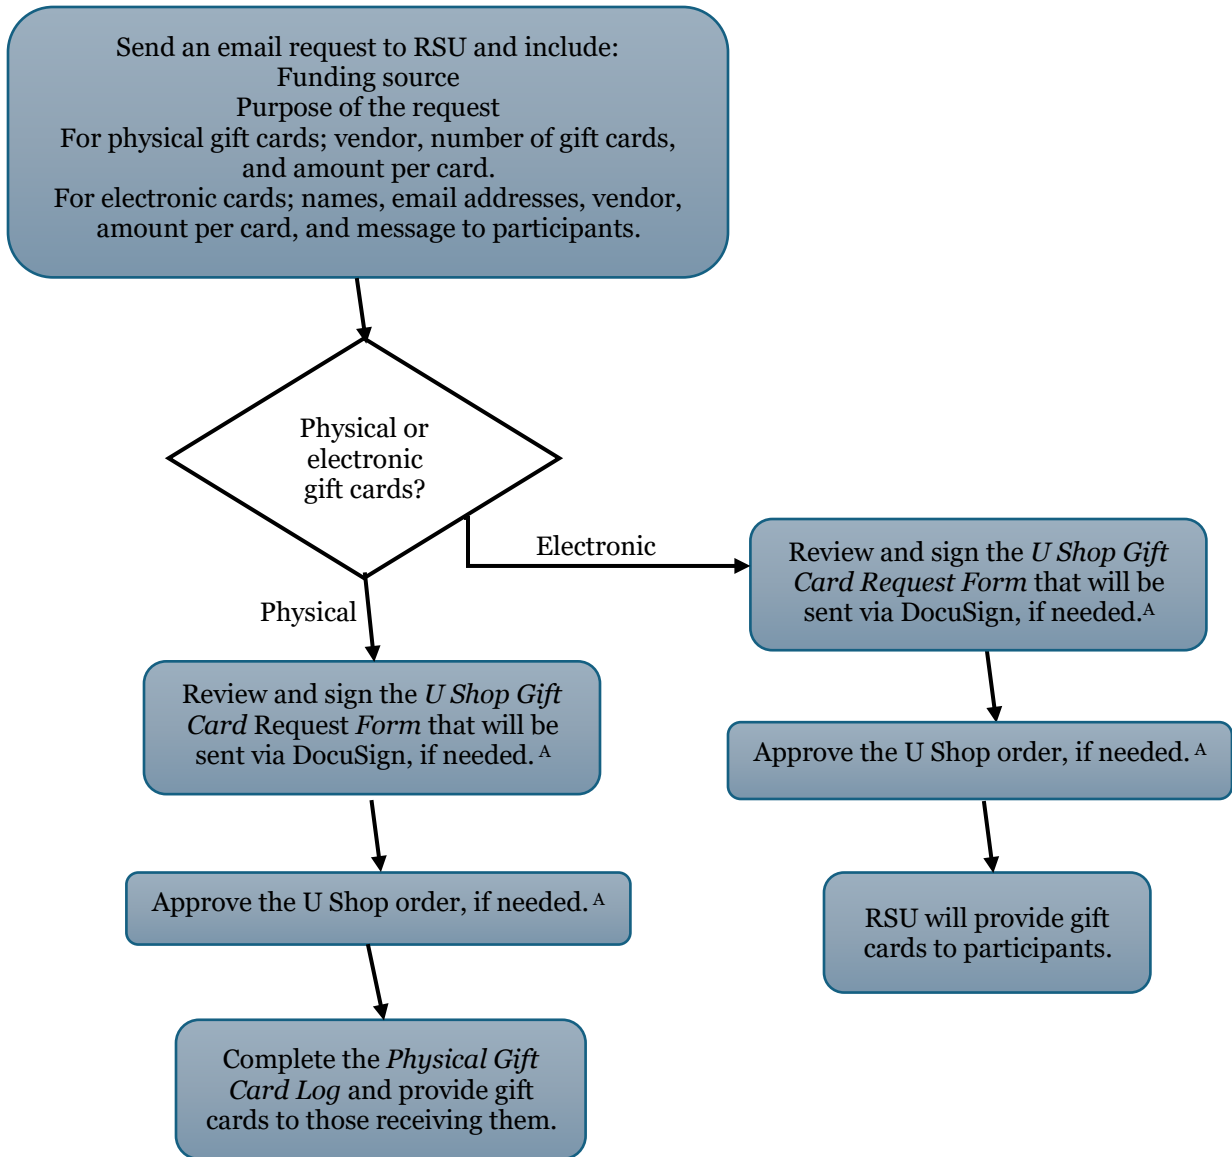 Send an email request to RSU and include:
Funding source
Purpose of the request
For physical gift cards; vendor, number of gift cards,
and amount per card.
For electronic cards; names, email addresses, vendor,
amount per card, and message to participants.
Physical or
electronic
gift cards?
Electronic
Physical
Review and sign the U Shop Gift
Card Request Form that will be
sent via DocuSign, if needed.ᴬ
Approve the U Shop order, if needed. ᴬ
RSU will provide gift
cards to participants.
Review and sign the U Shop Gift
Card Request Form that will be
sent via DocuSign, if needed. ᴬ
Approve the U Shop order, if needed. ᴬ
Complete the Physical Gift
Card Log and provide gift
cards to those receiving them.